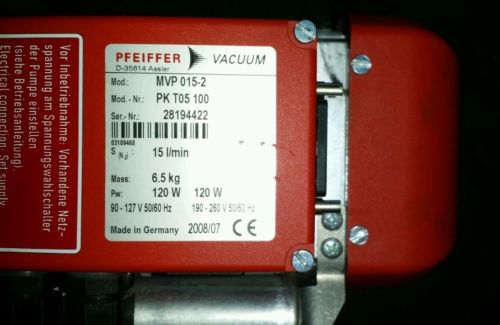 PFEIFFER VACUUM
D-35614 Asslar
Mod.: MVP 015-2
Mod. - Nr.: PK T05 100
Ser.- Nr.: 28194422
03109468
S (N2) 15 l/min
Mass: 6.5 kg
Pw: 120 W 120 W
90 - 127 V 50/60 Hz 190 - 260 V 50/60 Hz
Made in Germany 2008/07 CE
Vor Inbetriebnahme: Vorhandene Netz-
spannung am Spannungswahlschalter
der Pumpe einstellen
(siehe Betriebsanleitung).
Electrical connection: Set supply